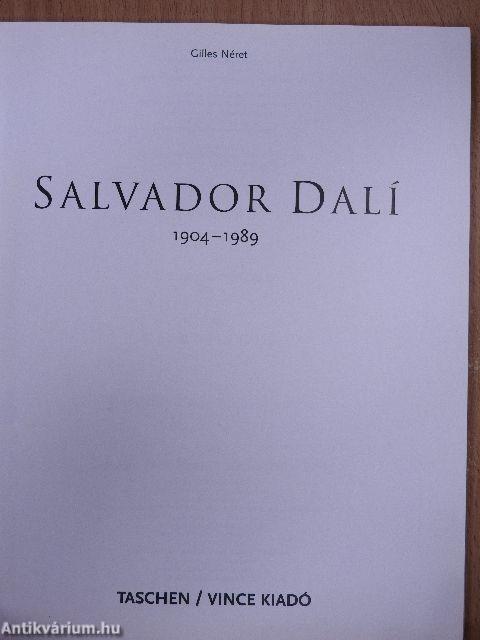 Gilles Néret
SALVADOR DALÍ
1904–1989
TASCHEN / VINCE KIADÓ
Antikvárium.hu